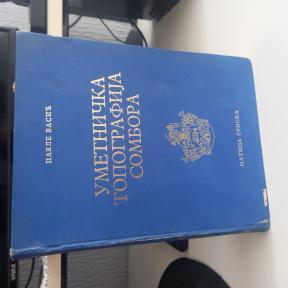 ПАВЛЕ ВАСИЋ
УМЕТНИЧКА
ТОПОГРАФИЈА
СОМБОРА
МАТИЦА СРПСКА